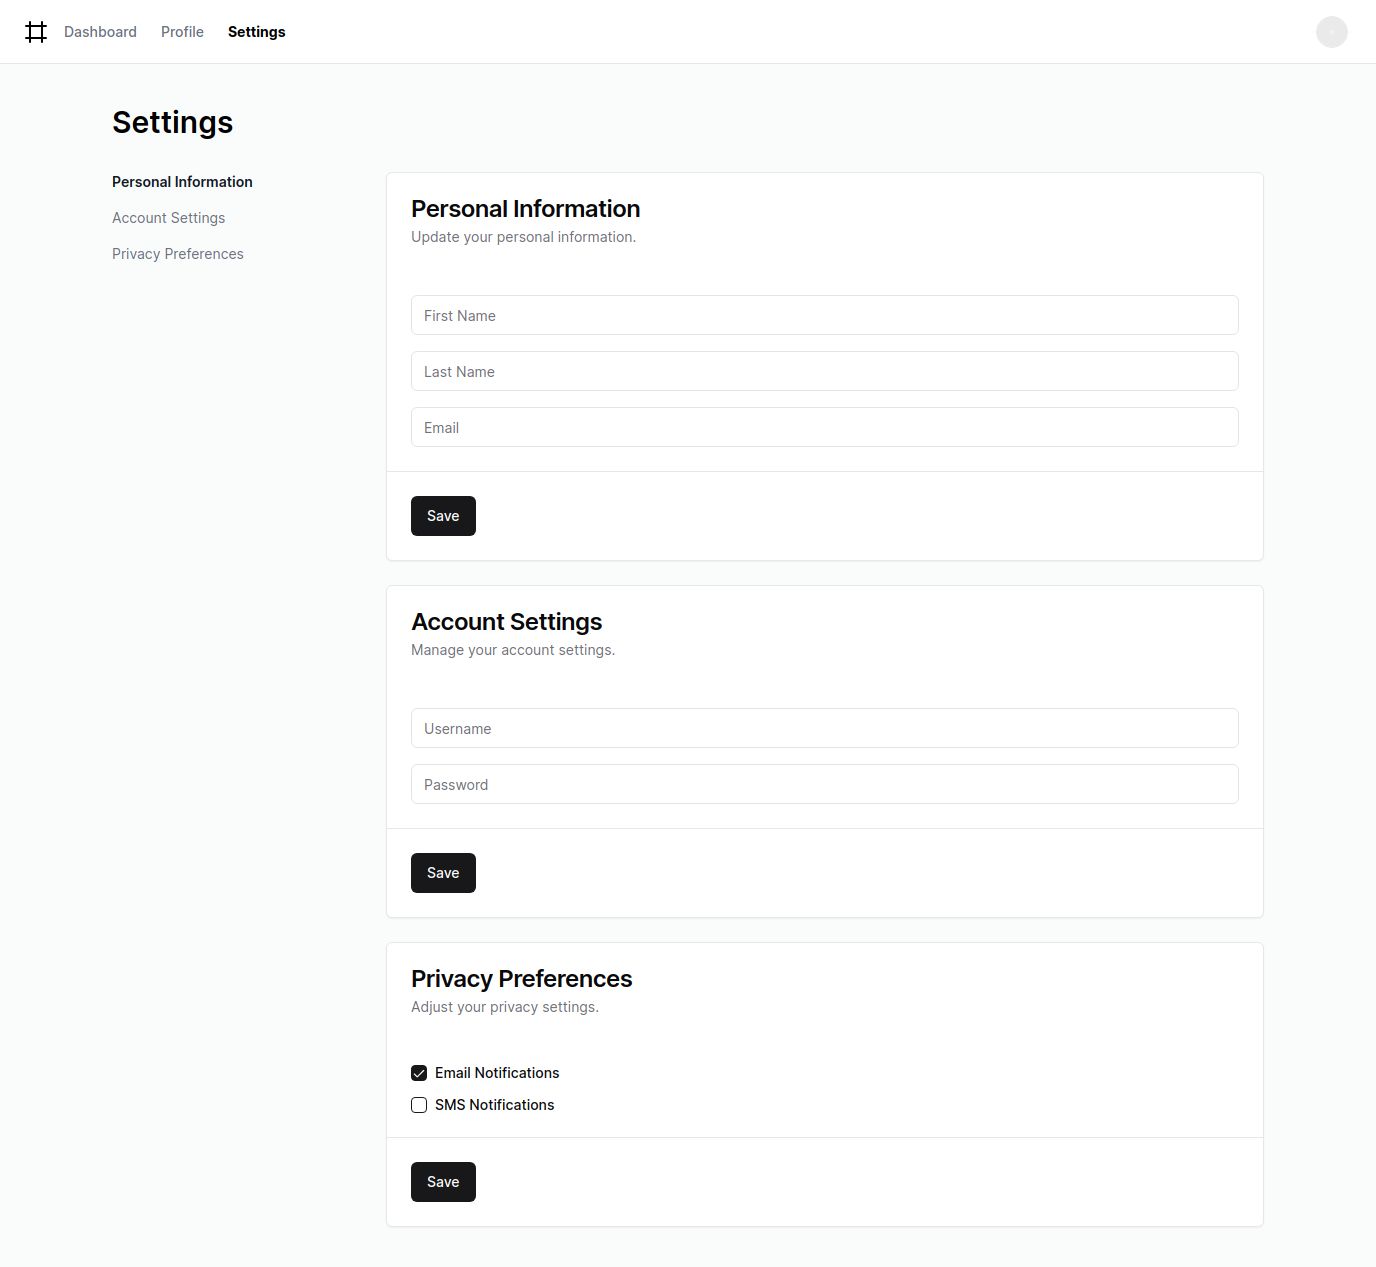 Dashboard Profile Settings
Settings
Personal Information
Account Settings
Privacy Preferences
Personal Information
Update your personal information.
First Name
Last Name
Email
Save
Account Settings
Manage your account settings.
Username
Password
Save
Privacy Preferences
Adjust your privacy settings.
Email Notifications
SMS Notifications
Save